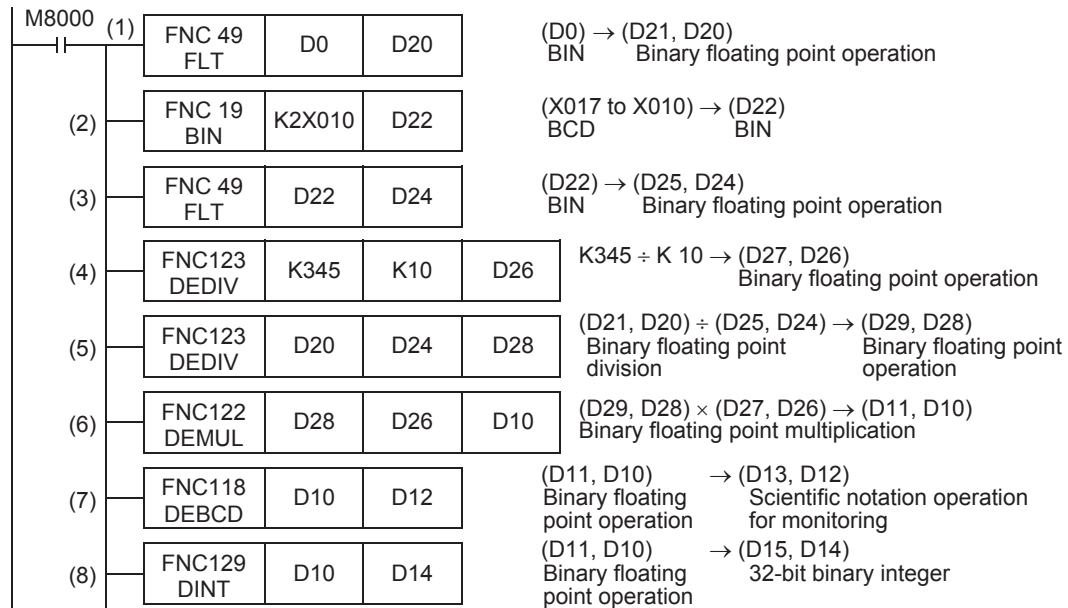 M8000
(1) FNC 49 FLT D0 D20 (D0) → (D21, D20)
BIN Binary floating point operation
(2) FNC 19 BIN K2X010 D22 (X017 to X010) → (D22)
BCD BIN
(3) FNC 49 FLT D22 D24 (D22) → (D25, D24)
BIN Binary floating point operation
(4) FNC123 DEDIV K345 K10 D26 K345 ÷ K 10 → (D27, D26)
Binary floating point operation
(5) FNC123 DEDIV D20 D24 D28 (D21, D20) ÷ (D25, D24) → (D29, D28)
Binary floating point Binary floating point
division operation
(6) FNC122 DEMUL D28 D26 D10 (D29, D28) × (D27, D26) → (D11, D10)
Binary floating point multiplication
(7) FNC118 DEBCD D10 D12 (D11, D10) → (D13, D12)
Binary floating Scientific notation operation
point operation for monitoring
(8) FNC129 DINT D10 D14 (D11, D10) → (D15, D14)
Binary floating 32-bit binary integer
point operation